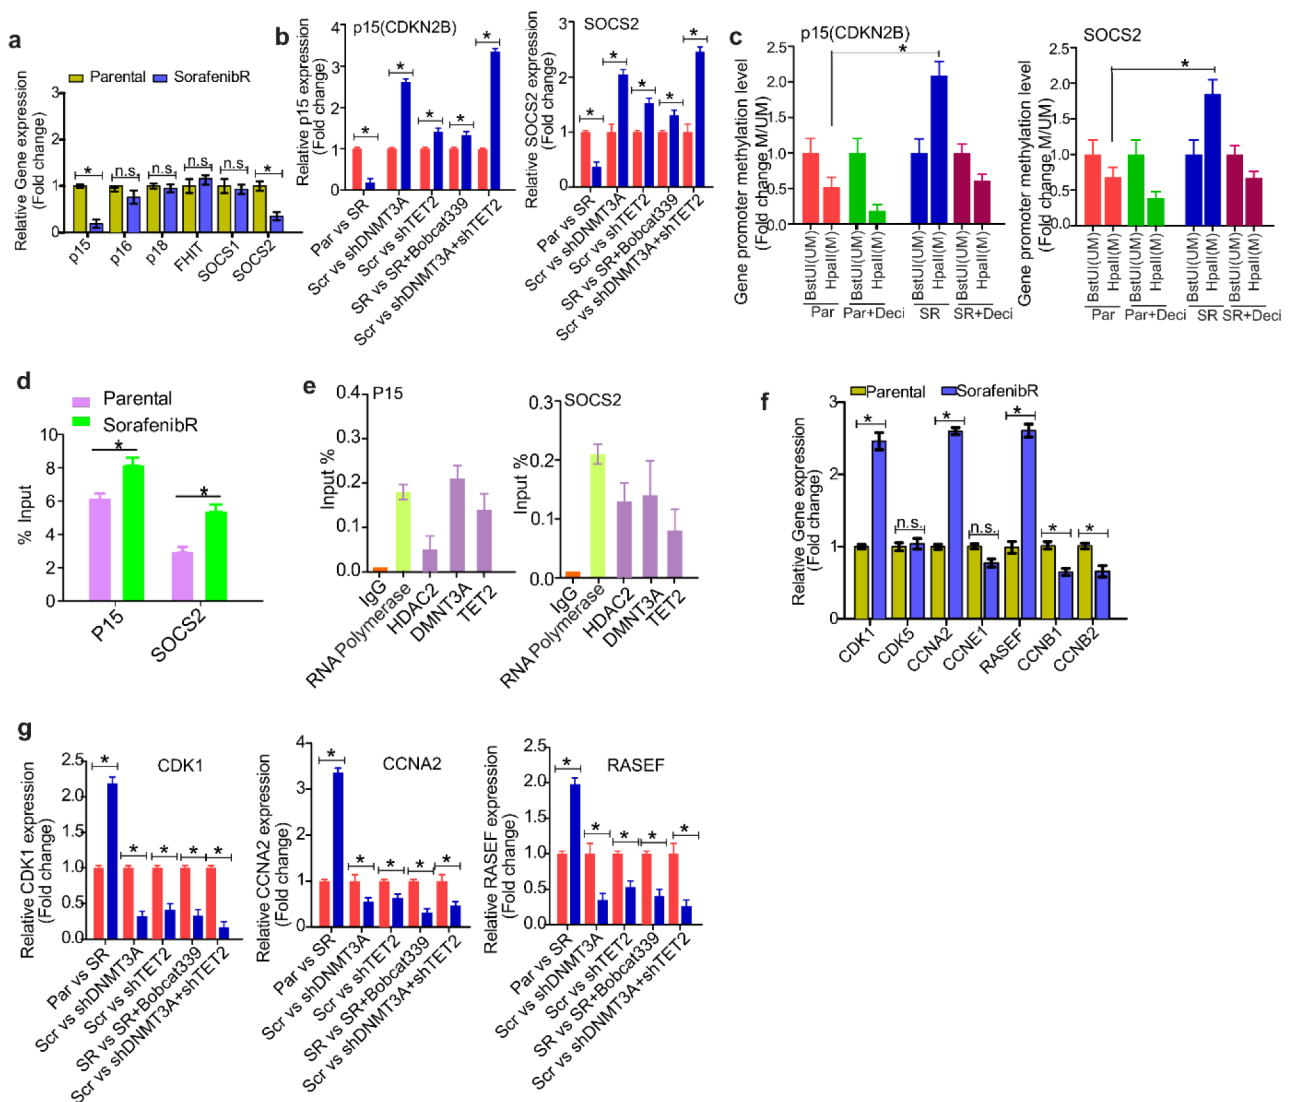 a
Parental
SorafenibR
Relative Gene expression
(Fold change)
3
2
1
0
*
n.s
n.s
n.s
n.s
*
p15
p16
p18
FHIT
SOCS1
SOCS2
b
p15(CDKN2B)
Relative p15 expression
(Fold change)
4
3
2
1
0
*
*
*
*
*
Par vs SR
Scr vs shDNMT3A
Scr vs shTET2
SR vs SR+Bobcat339
Scr vs shDNMT3A+shTET2
SOCS2
Relative SOCS2 expression
(Fold change)
3
2
1
0
*
*
*
*
*
Par vs SR
Scr vs shDNMT3A
Scr vs shTET2
SR vs SR+Bobcat339
Scr vs shDNMT3A+shTET2
c
p15(CDKN2B)
Gene promoter methylation level
(Fold change M/UM)
2.5
2.0
1.5
1.0
0.5
0.0
*
BstUI(UM)
HpaII(M)
BstUI(UM)
HpaII(M)
BstUI(UM)
HpaII(M)
BstUI(UM)
HpaII(M)
Par
Par+Deci
SR
SR+Deci
SOCS2
Gene promoter methylation level
(Fold change M/UM)
2.5
2.0
1.5
1.0
0.5
0.0
*
BstUI(UM)
HpaII(M)
BstUI(UM)
HpaII(M)
BstUI(UM)
HpaII(M)
BstUI(UM)
HpaII(M)
Par
Par+Deci
SR
SR+Deci
d
Parental
SorafenibR
% Input
10
8
6
4
2
0
*
*
P15
SOCS2
e
P15
Input %
0.4
0.3
0.2
0.1
0.0
IgG
RNA Polymerase
HDAC2
DMNT3A
TET2
SOCS2
Input %
0.3
0.2
0.1
0.0
IgG
RNA Polymerase
HDAC2
DMNT3A
TET2
f
Parental
SorafenibR
Relative Gene expression
(Fold change)
3
2
1
0
*
n.s.
*
n.s.
*
*
*
CDK1
CDK5
CCNA2
CCNE1
RASEF
CCNB1
CCNB2
g
CDK1
Relative CDK1 expression
(Fold change)
2.5
2.0
1.5
1.0
0.5
0.0
*
*
*
*
*
Par vs SR
Scr vs shDNMT3A
Scr vs shTET2
SR vs SR+Bobcat339
Scr vs shDNMT3A+shTET2
CCNA2
Relative CCNA2 expression
(Fold change)
4
3
2
1
0
*
*
*
*
*
Par vs SR
Scr vs shDNMT3A
Scr vs shTET2
SR vs SR+Bobcat339
Scr vs shDNMT3A+shTET2
RASEF
Relative RASEF expression
(Fold change)
2.5
2.0
1.5
1.0
0.5
0.0
*
*
*
*
*
Par vs SR
Scr vs shDNMT3A
Scr vs shTET2
SR vs SR+Bobcat339
Scr vs shDNMT3A+shTET2